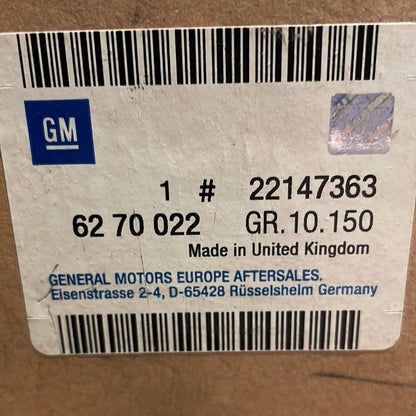 GM
1 # 22147363
62 70 022 GR.10.150
Made in United Kingdom
GENERAL MOTORS EUROPE AFTERSALES.
Eisenstrasse 2-4, D-65428 Rüsselsheim Germany